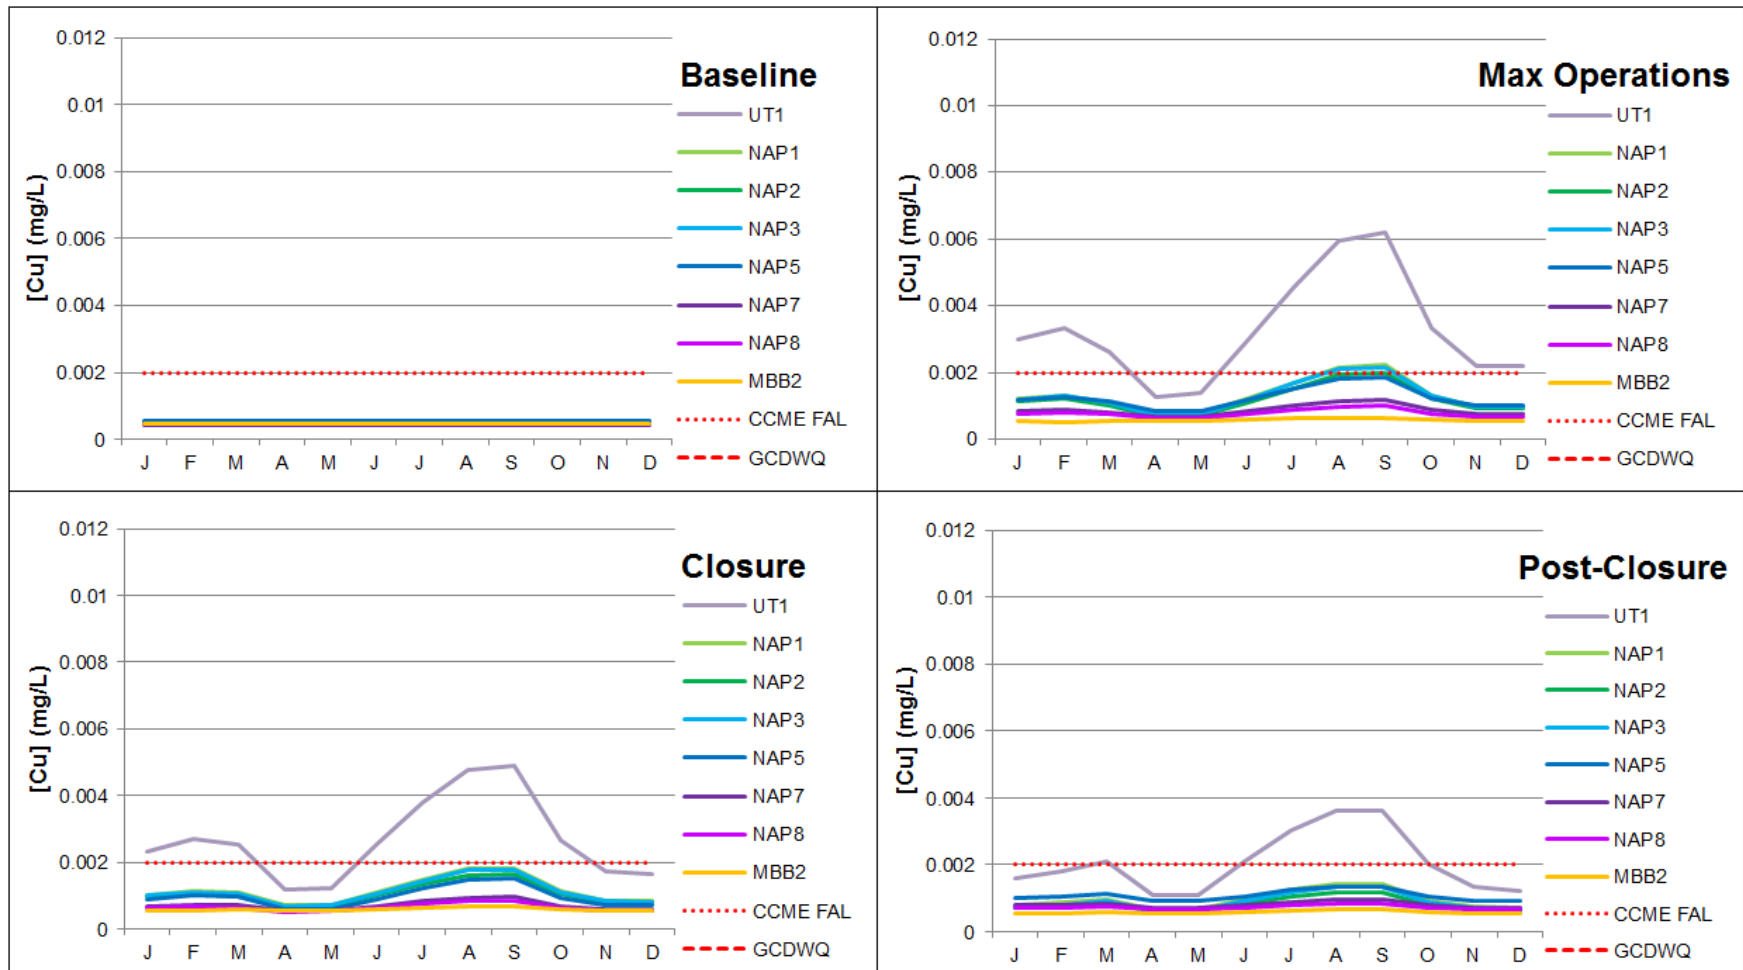 Baseline
[Cu] (mg/L)
0.012
0.01
0.008
0.006
0.004
0.002
0
J F M A M J J A S O N D
UT1
NAP1
NAP2
NAP3
NAP5
NAP7
NAP8
MBB2
CCME FAL
GCDWQ
Max Operations
[Cu] (mg/L)
0.012
0.01
0.008
0.006
0.004
0.002
0
J F M A M J J A S O N D
UT1
NAP1
NAP2
NAP3
NAP5
NAP7
NAP8
MBB2
CCME FAL
GCDWQ
Closure
[Cu] (mg/L)
0.012
0.01
0.008
0.006
0.004
0.002
0
J F M A M J J A S O N D
UT1
NAP1
NAP2
NAP3
NAP5
NAP7
NAP8
MBB2
CCME FAL
GCDWQ
Post-Closure
[Cu] (mg/L)
0.012
0.01
0.008
0.006
0.004
0.002
0
J F M A M J J A S O N D
UT1
NAP1
NAP2
NAP3
NAP5
NAP7
NAP8
MBB2
CCME FAL
GCDWQ